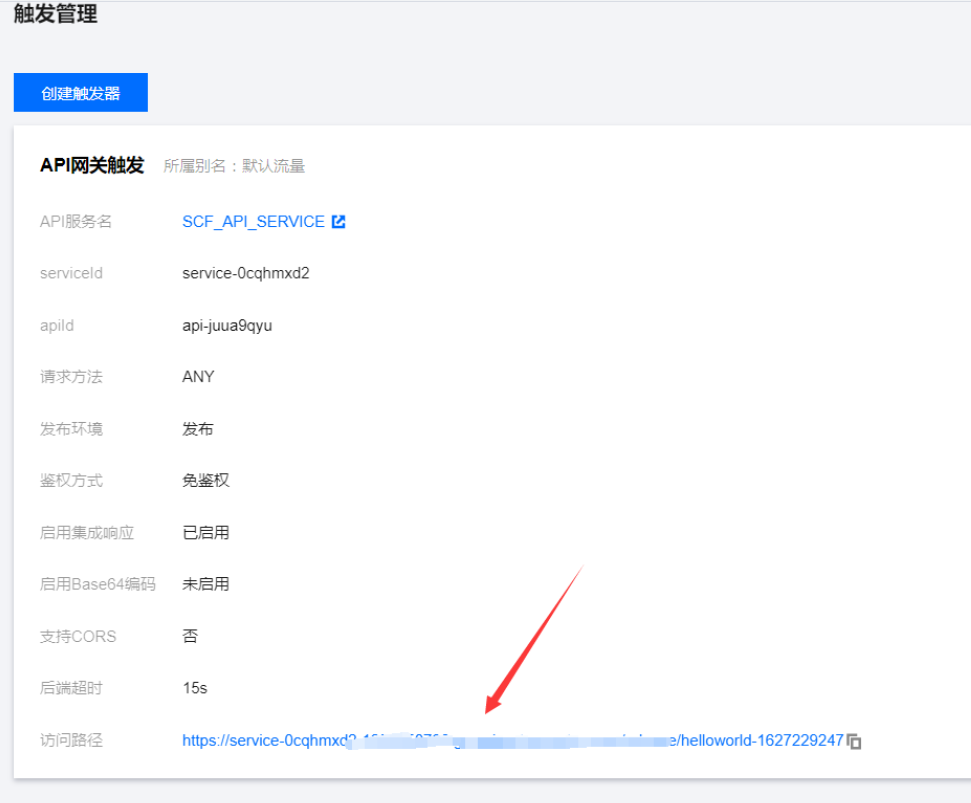 触发管理
创建触发器
API网关触发 所属别名：默认流量
API服务名 SCF_API_SERVICE
serviceId service-0cqhmxd2
apiId api-juua9qyu
请求方法 ANY
发布环境 发布
鉴权方式 免鉴权
启用集成响应 已启用
启用Base64编码 未启用
支持CORS 否
后端超时 15s
访问路径 https://service-0cqhmxd2 /helloworld-1627229247